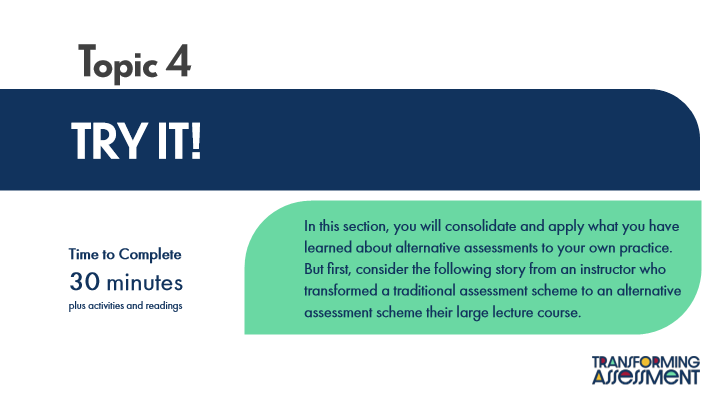 Topic 4
TRY IT!
Time to Complete
30 minutes
plus activities and readings
In this section, you will consolidate and apply what you have
learned about alternative assessments to your own practice.
But first, consider the following story from an instructor who
transformed a traditional assessment scheme to an alternative
assessment scheme their large lecture course.
TRANSFORMING
ASSESSMENT